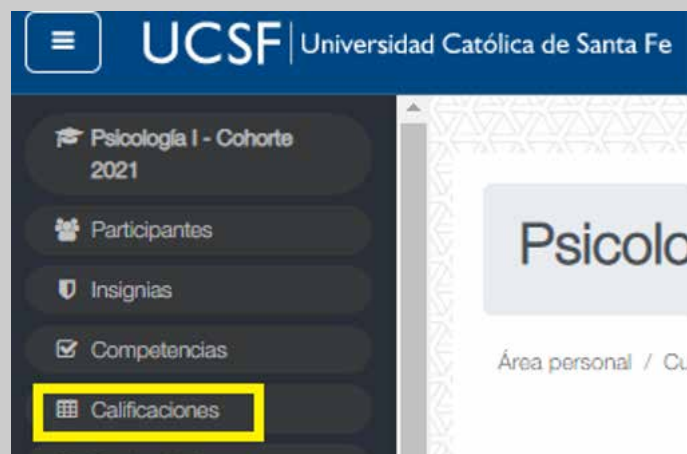 UCSF Universidad Católica de Santa Fe
Psicología I - Cohorte
2021
Participantes
Insignias
Competencias
Calificaciones
Psicolo
Área personal / Cu